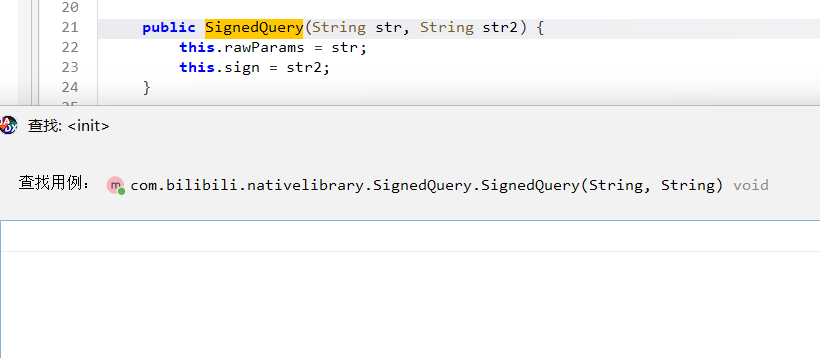 20
21 public SignedQuery(String str, String str2) {
22 this.rawParams = str;
23 this.sign = str2;
24 }
查找: <init>
查找用例: m com.bilibili.nativelibrary.SignedQuery.SignedQuery(String, String) void